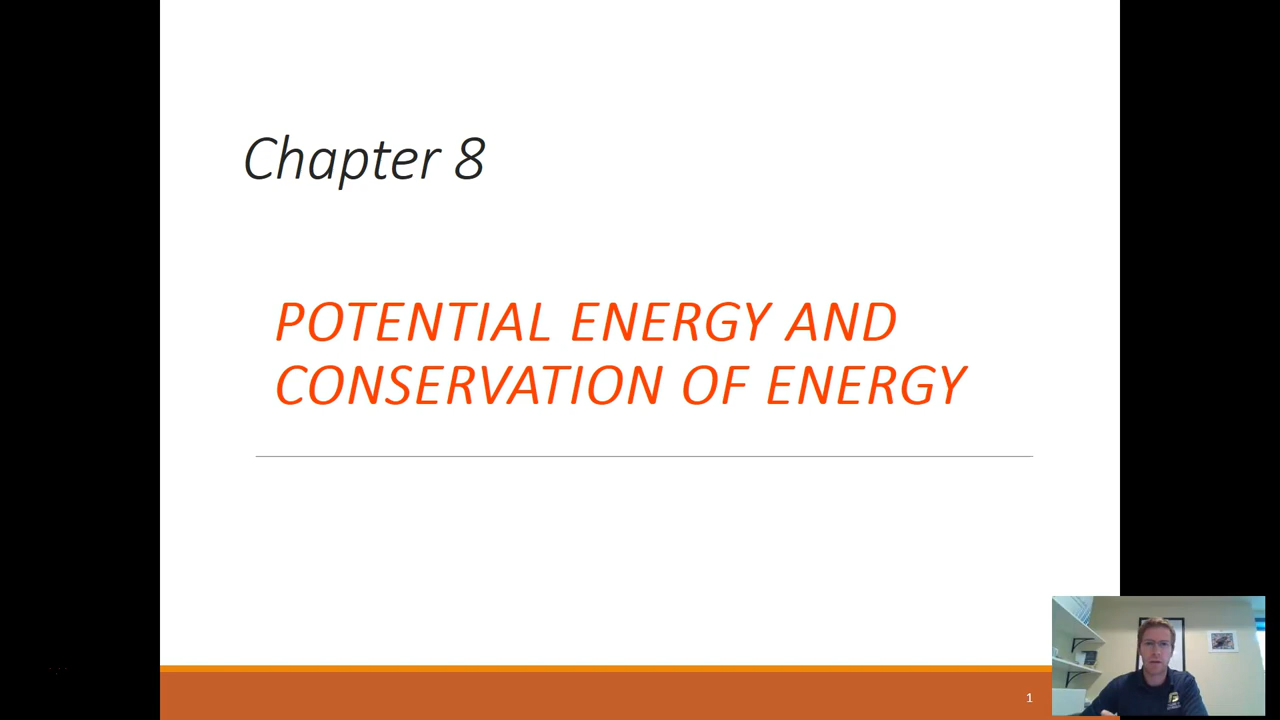 Chapter 8
POTENTIAL ENERGY AND
CONSERVATION OF ENERGY
1